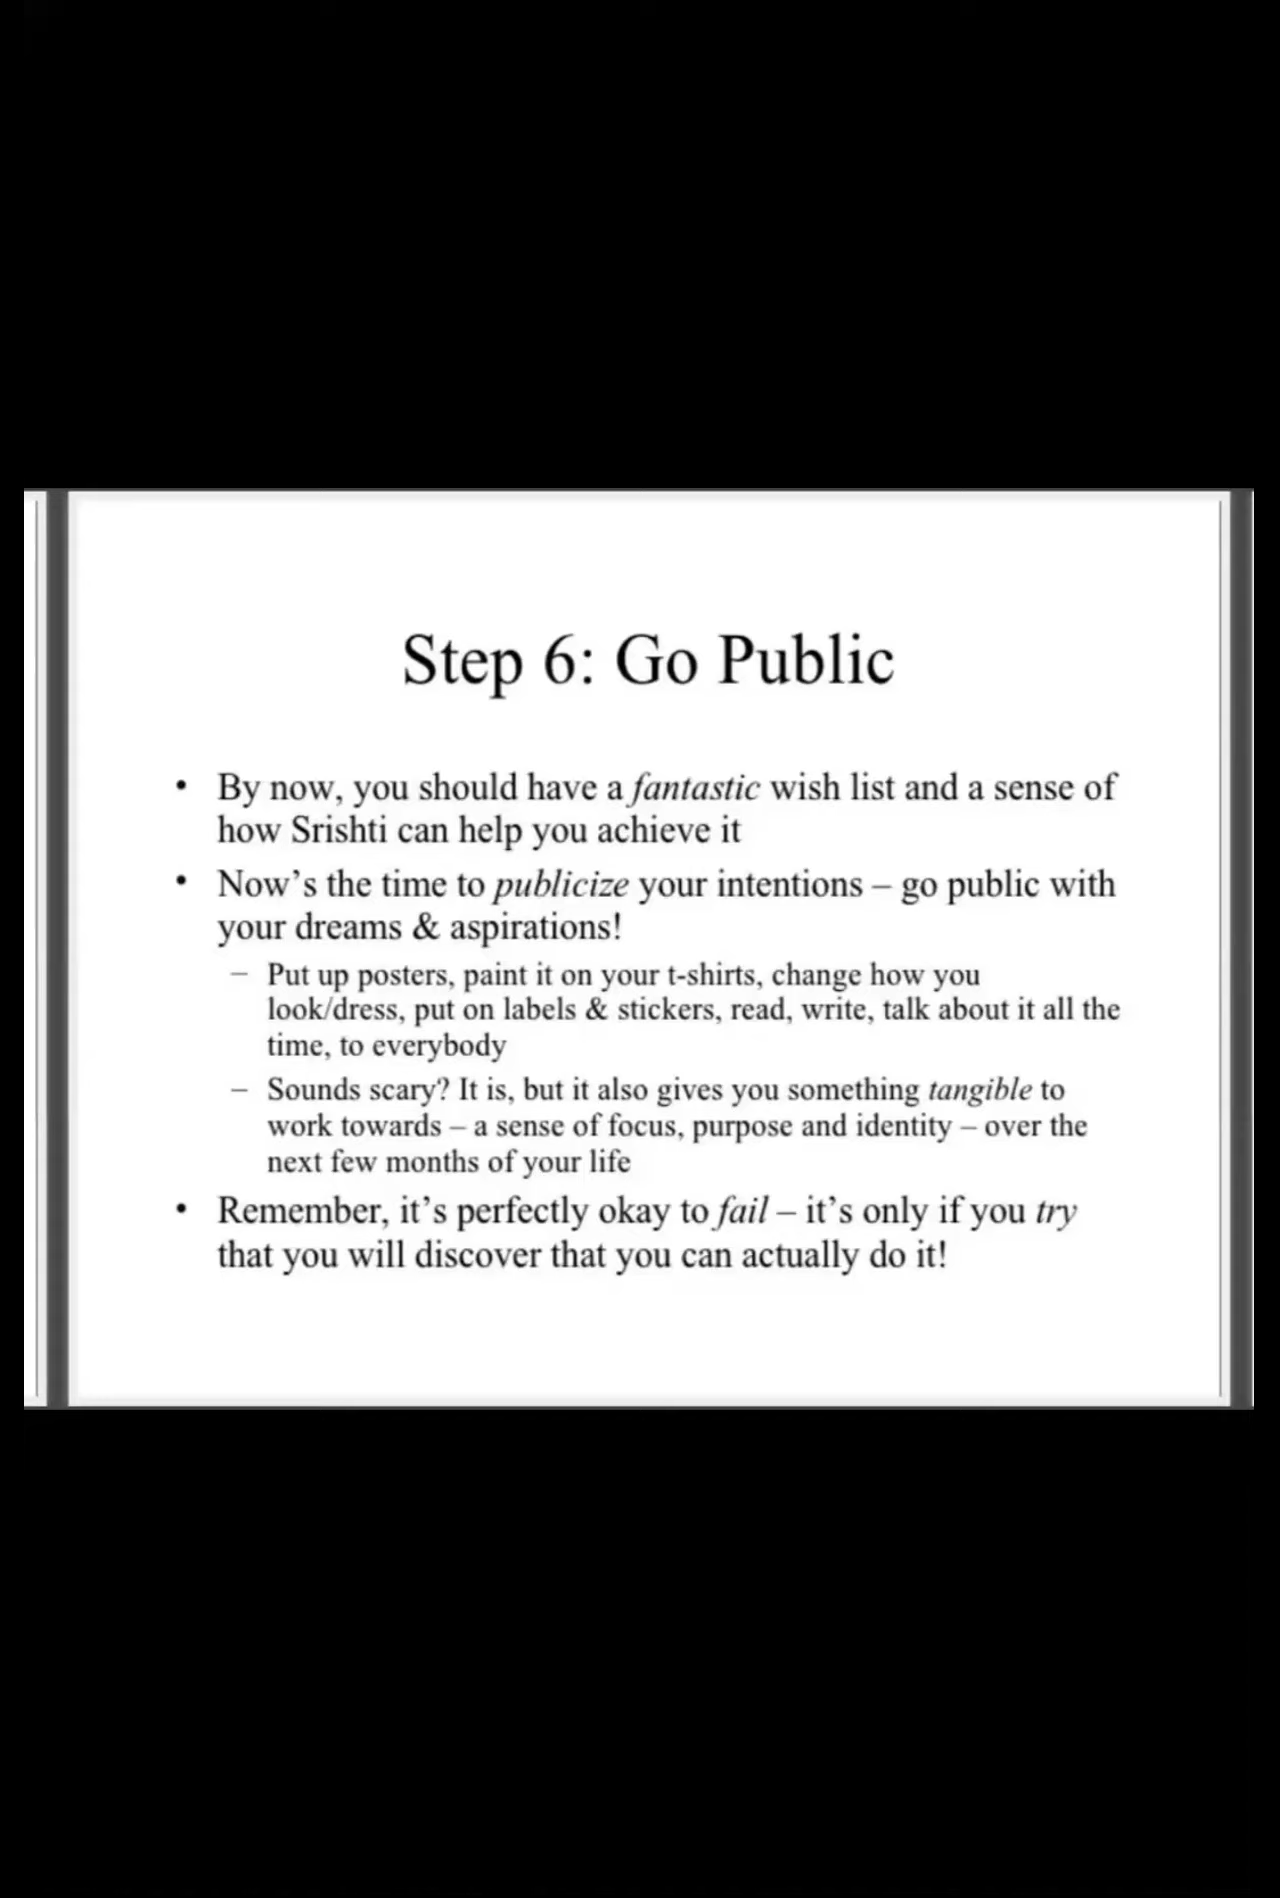 Step 6: Go Public
• By now, you should have a fantastic wish list and a sense of
how Srishti can help you achieve it
• Now’s the time to publicize your intentions – go public with
your dreams & aspirations!
– Put up posters, paint it on your t-shirts, change how you
look/dress, put on labels & stickers, read, write, talk about it all the
time, to everybody
– Sounds scary? It is, but it also gives you something tangible to
work towards – a sense of focus, purpose and identity – over the
next few months of your life
• Remember, it’s perfectly okay to fail – it’s only if you try
that you will discover that you can actually do it!